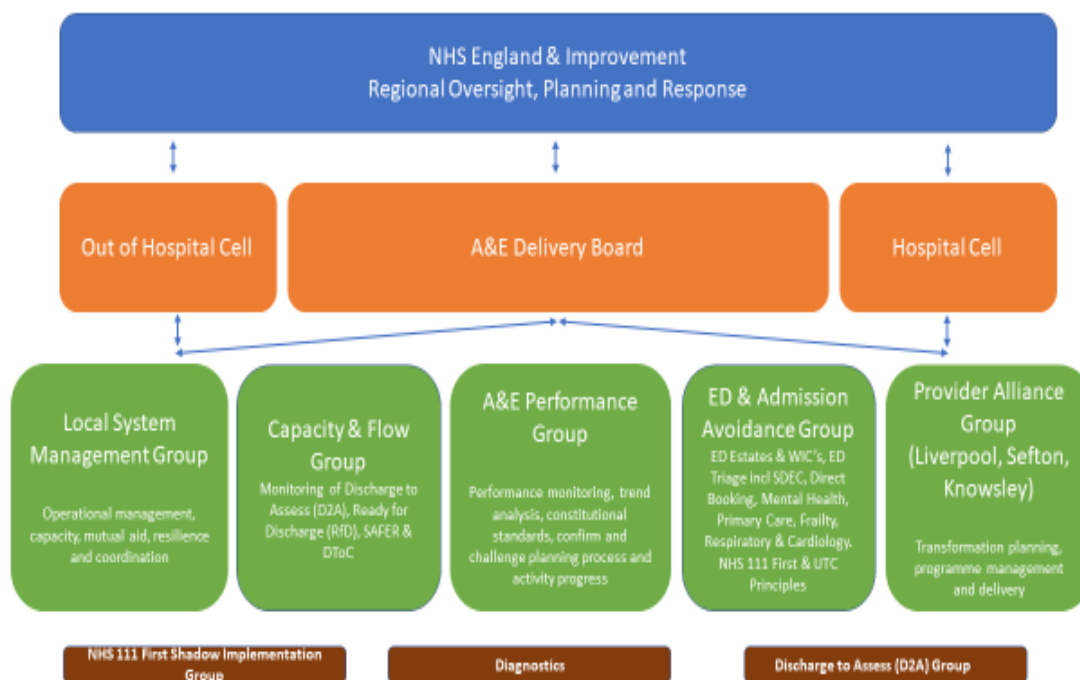 NHS England & Improvement
Regional Oversight, Planning and Response
Out of Hospital Cell
A&E Delivery Board
Hospital Cell
Local System
Management Group
Operational management,
capacity, mutual aid, resilience
and coordination
Capacity & Flow
Group
Monitoring of Discharge to
Assess (D2A), Ready for
Discharge (RfD), SAFER &
DToC
A&E Performance
Group
Performance monitoring, trend
analysis, constitutional
standards, confirm and
challenge planning process and
activity progress
ED & Admission
Avoidance Group
ED Estates & WIC's, ED
Triage incl SDEC, Direct
Booking, Mental Health,
Primary Care, Frailty,
Respiratory & Cardiology.
NHS 111 First & UTC
Principles
Provider Alliance
Group
(Liverpool, Sefton,
Knowsley)
Transformation planning,
programme management
and delivery
NHS 111 First Shadow Implementation
Group
Diagnostics
Discharge to Assess (D2A) Group